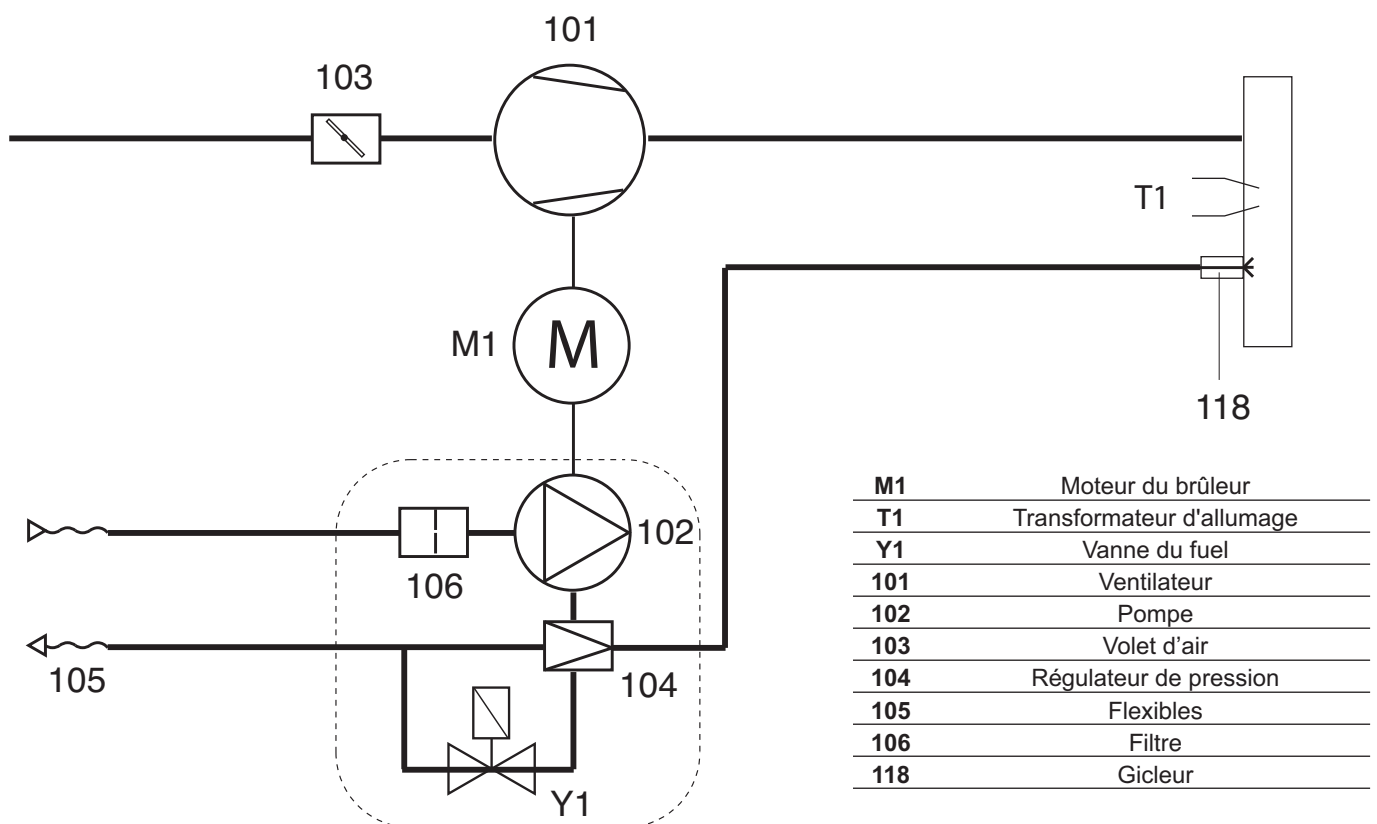 101
103
T1
M1
M
118
102
106
105
104
Y1
M1 Moteur du brûleur
T1 Transformateur d'allumage
Y1 Vanne du fuel
101 Ventilateur
102 Pompe
103 Volet d’air
104 Régulateur de pression
105 Flexibles
106 Filtre
118 Gicleur